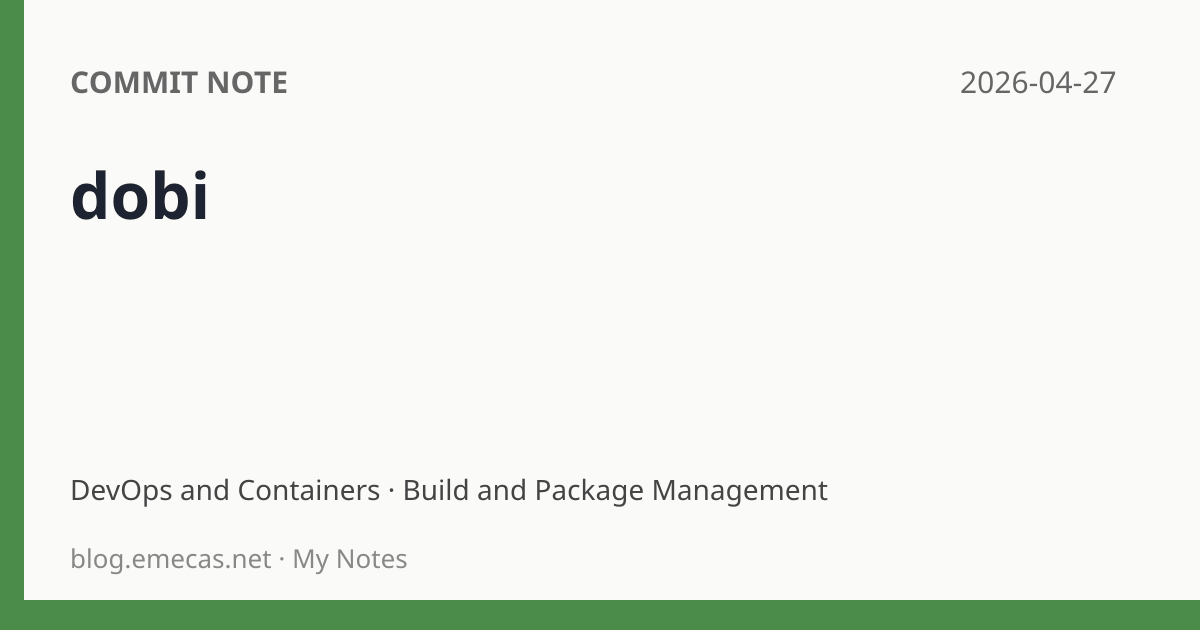 COMMIT NOTE
2026-04-27
dobi
DevOps and Containers · Build and Package Management
blog.emecas.net · My Notes